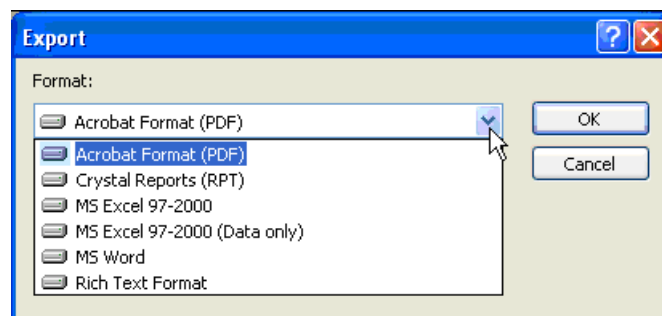 Export
Format:
Acrobat Format (PDF)
OK
Acrobat Format (PDF)
Cancel
Crystal Reports (RPT)
MS Excel 97-2000
MS Excel 97-2000 (Data only)
MS Word
Rich Text Format